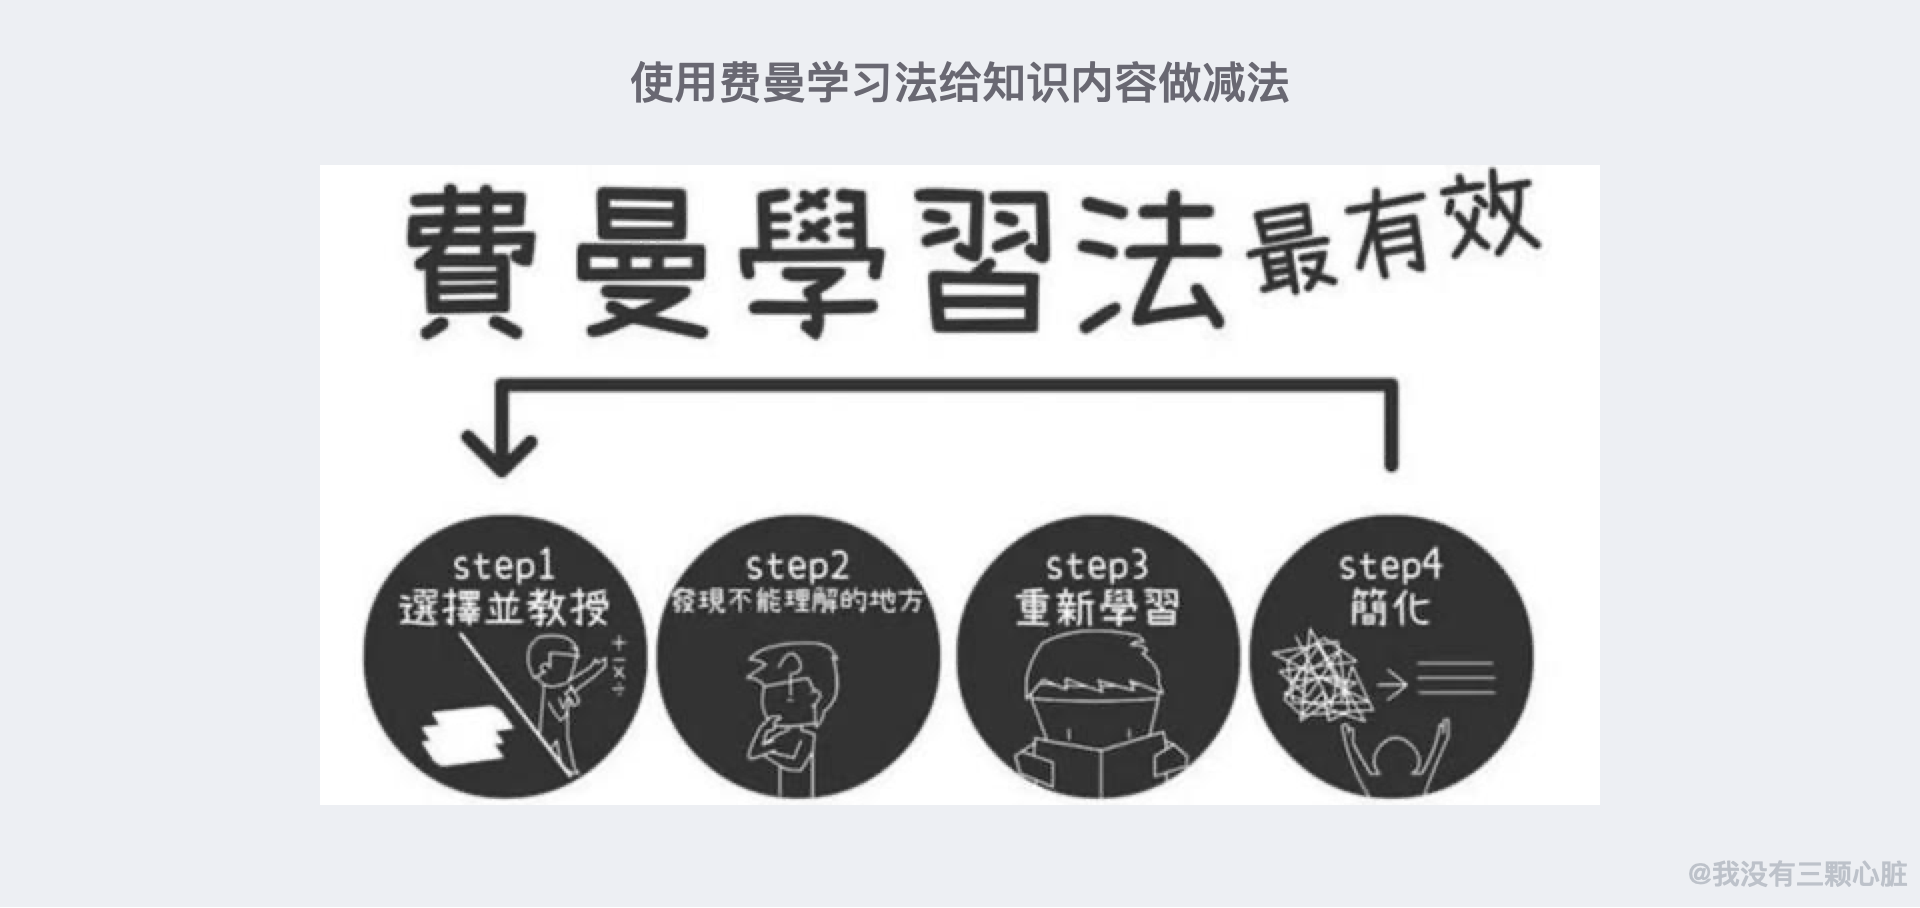 使用费曼学习法给知识内容做减法
費曼學習法 最有效
step1
選擇並教授
+
−
×
÷
step2
發現不能理解的地方
?
step3
重新學習
step4
簡化
@我没有三颗心脏